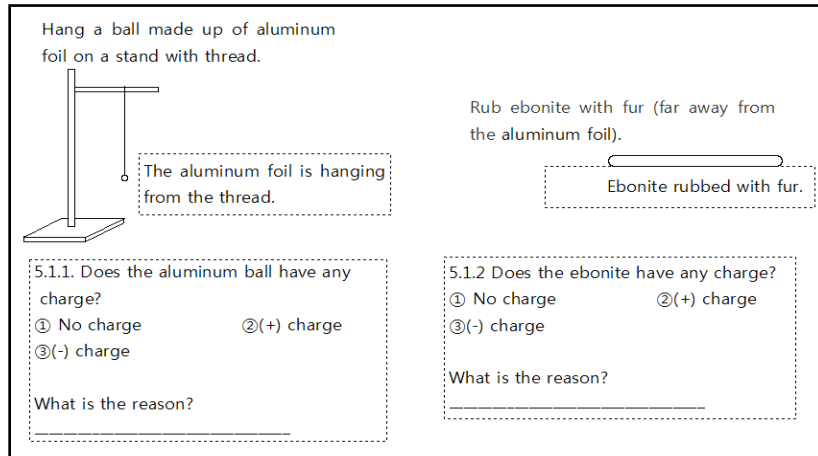 Hang a ball made up of aluminum
foil on a stand with thread.
Rub ebonite with fur (far away from
the aluminum foil).
The aluminum foil is hanging
from the thread.
Ebonite rubbed with fur.
5.1.1. Does the aluminum ball have any
charge?
① No charge ②(+) charge
③(-) charge
What is the reason?
5.1.2 Does the ebonite have any charge?
① No charge ②(+) charge
③(-) charge
What is the reason?